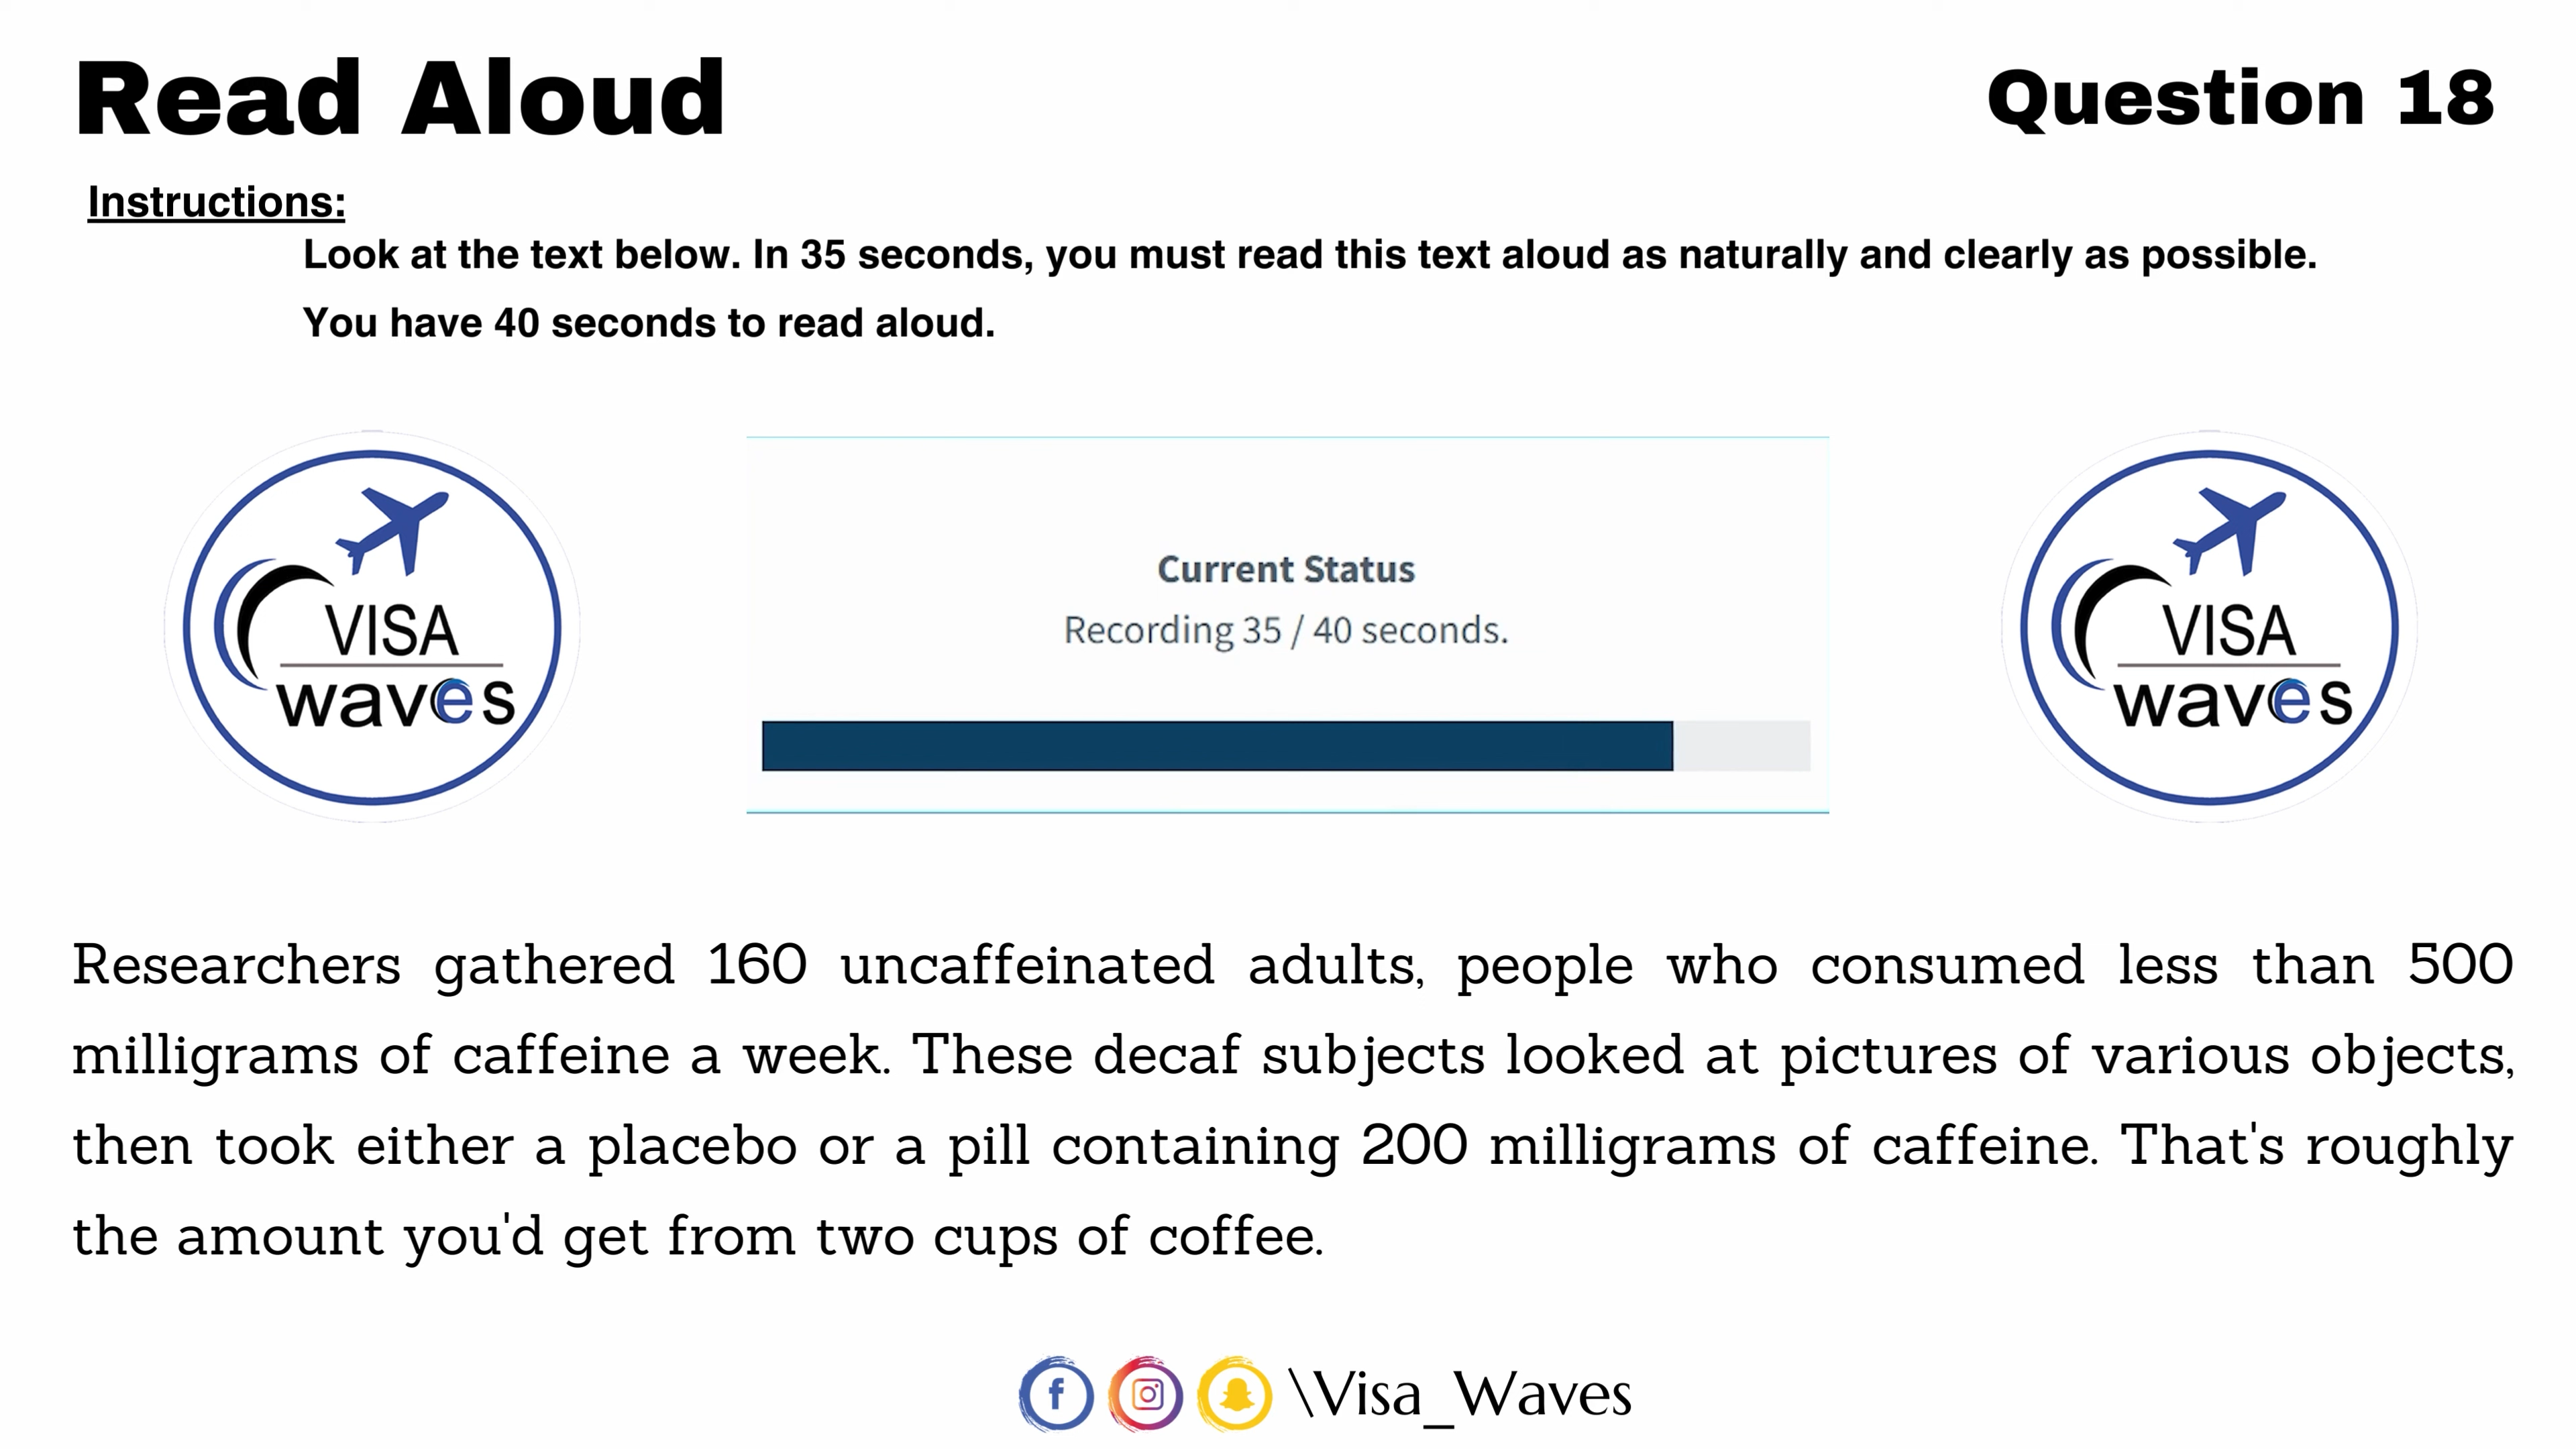 Read Aloud
Question 18
Instructions:
Look at the text below. In 35 seconds, you must read this text aloud as naturally and clearly as possible.
You have 40 seconds to read aloud.
VISA
waves
Current Status
Recording 35 / 40 seconds.
VISA
waves
Researchers gathered 160 uncaffeinated adults, people who consumed less than 500
milligrams of caffeine a week. These decaf subjects looked at pictures of various objects,
then took either a placebo or a pill containing 200 milligrams of caffeine. That's roughly
the amount you'd get from two cups of coffee.
\Visa_Waves